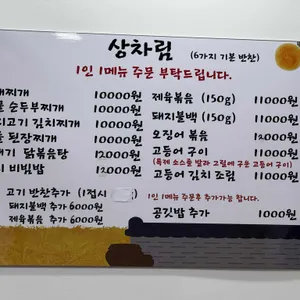 상차림 (6가지 기본 반찬)
1인 1메뉴 주문 부탁드립니다.
찌개 10000원
순두부찌개 10000원
고기 김치찌개 10000원
된장찌개 10000원
닭볶음탕 12000원
비빔밥 12000원
고기 반찬추가 (1접시
돼지불백 추가 6000원
제육볶음 추가 6000원
제육볶음 (150g) 11000원
돼지불백 (150g) 11000원
오징어 볶음 12000원
고등어 구이 11000원
(특제 소스를 발라 그릴에 구운 고등어 구이)
고등어 김치 조림 11000원
1인 1메뉴 주문후 추가가능 합니다.
공깃밥 추가 1000원